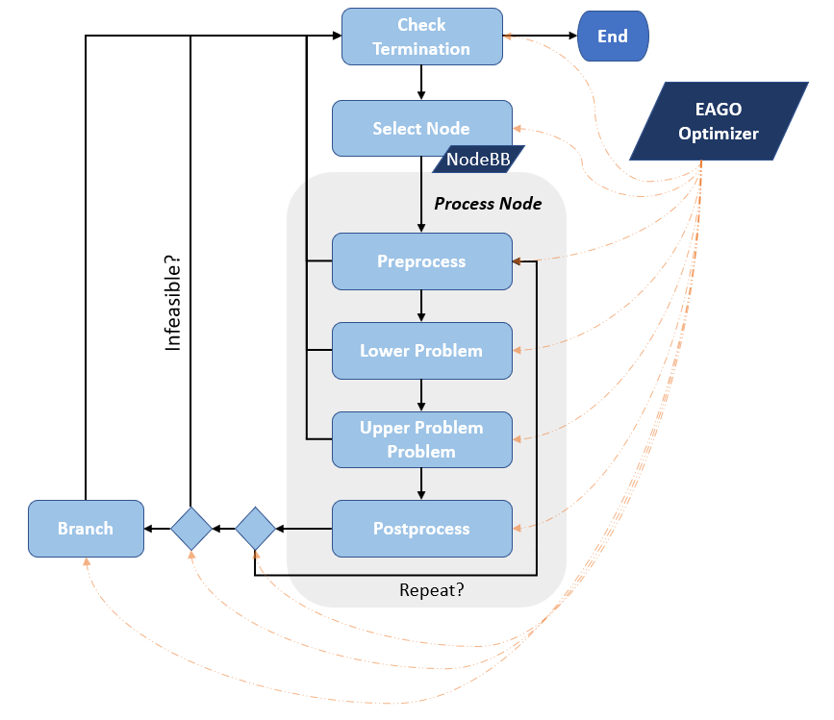 Check
Termination
End
EAGO
Optimizer
Select Node
NodeBB
Process Node
Preprocess
Infeasible?
Lower Problem
Upper Problem
Problem
Branch
Postprocess
Repeat?